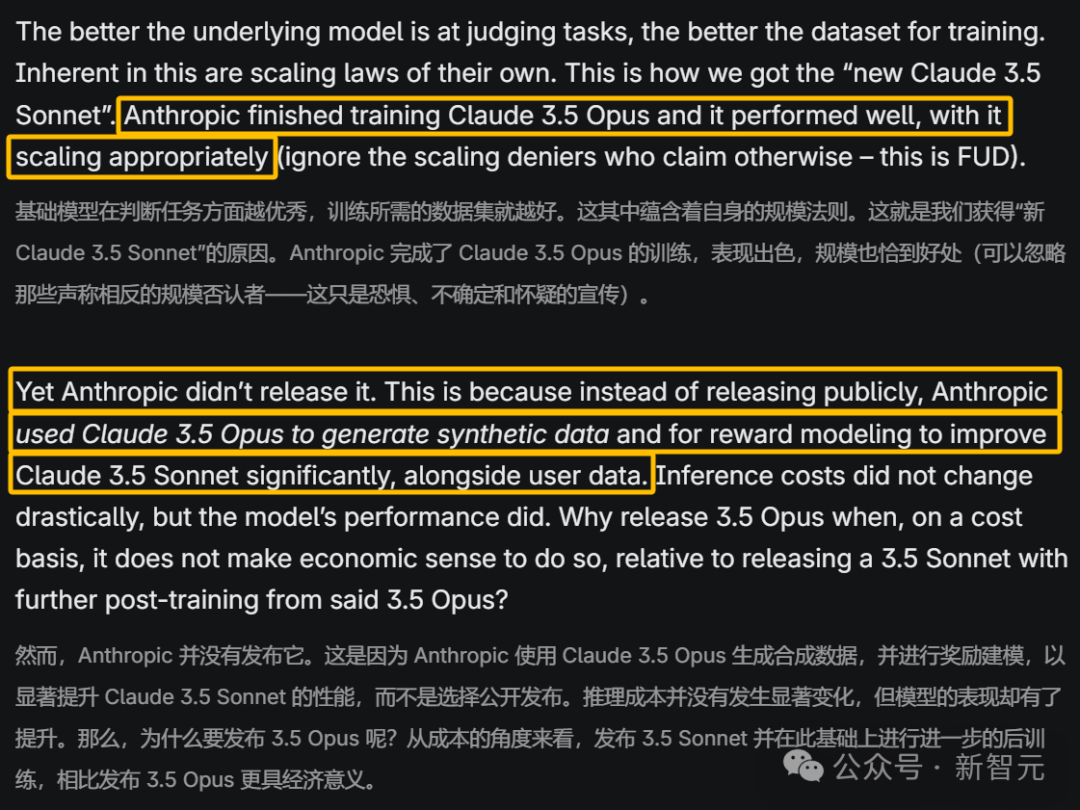 The better the underlying model is at judging tasks, the better the dataset for training.
Inherent in this are scaling laws of their own. This is how we got the “new Claude 3.5
Sonnet”. Anthropic finished training Claude 3.5 Opus and it performed well, with it
scaling appropriately (ignore the scaling deniers who claim otherwise – this is FUD).
基础模型在判断任务方面越优秀，训练所需的数据集就越好。这其中蕴含着自身的规模法则。这就是我们获得“新
Claude 3.5 Sonnet”的原因。Anthropic 完成了 Claude 3.5 Opus 的训练，表现出色，规模也恰到好处（可以忽略
那些声称相反的规模否认者——这只是恐惧、不确定和怀疑的宣传）。
Yet Anthropic didn’t release it. This is because instead of releasing publicly, Anthropic
used Claude 3.5 Opus to generate synthetic data and for reward modeling to improve
Claude 3.5 Sonnet significantly, alongside user data. Inference costs did not change
drastically, but the model’s performance did. Why release 3.5 Opus when, on a cost
basis, it does not make economic sense to do so, relative to releasing a 3.5 Sonnet with
further post-training from said 3.5 Opus?
然而，Anthropic 并没有发布它。这是因为 Anthropic 使用 Claude 3.5 Opus 生成合成数据，并进行奖励建模，以
显著提升 Claude 3.5 Sonnet 的性能，而不是选择公开发布。推理成本并没有发生显著变化，但模型的表现却有了
提升。那么，为什么要发布 3.5 Opus 呢？从成本的角度来看，发布 3.5 Sonnet 并在此基础上进行进一步的后训
练，相比发布 3.5 Opus 更具经济意义。
公众号 · 新智元